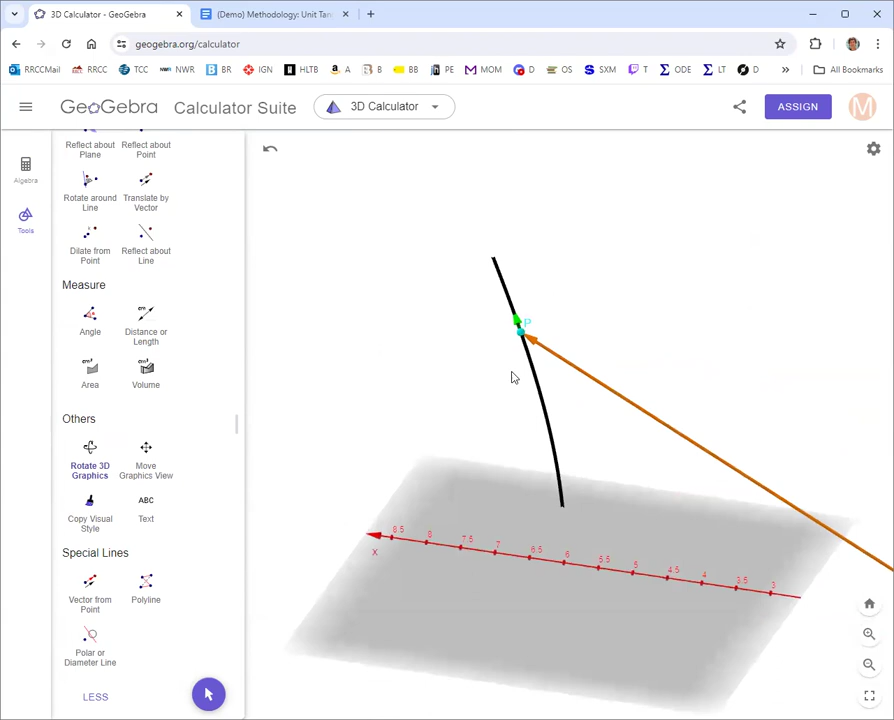 3D Calculator - GeoGebra
(Demo) Methodology: Unit Tan
geogebra.org/calculator
RRCCMail
RRCC
TCC
NWR
BR
IGN
HLTB
A
B
BB
PE
MOM
D
OS
SXM
T
ODE
LT
D
»
All Bookmarks
GeoGebra
Calculator Suite
3D Calculator
ASSIGN
M
Algebra
Tools
Reflect about
Plane
Reflect about
Point
Rotate around
Line
Translate by
Vector
Dilate from
Point
Reflect about
Line
Measure
cm
Angle
Distance or
Length
Area
Volume
Others
Rotate 3D
Graphics
Move
Graphics View
ABC
Copy Visual
Style
Text
Special Lines
Vector from
Point
Polyline
Polar or
Diameter Line
LESS
P
8.5
8
7.5
7
6.5
6
5.5
5
4.5
4
3.5
3
x